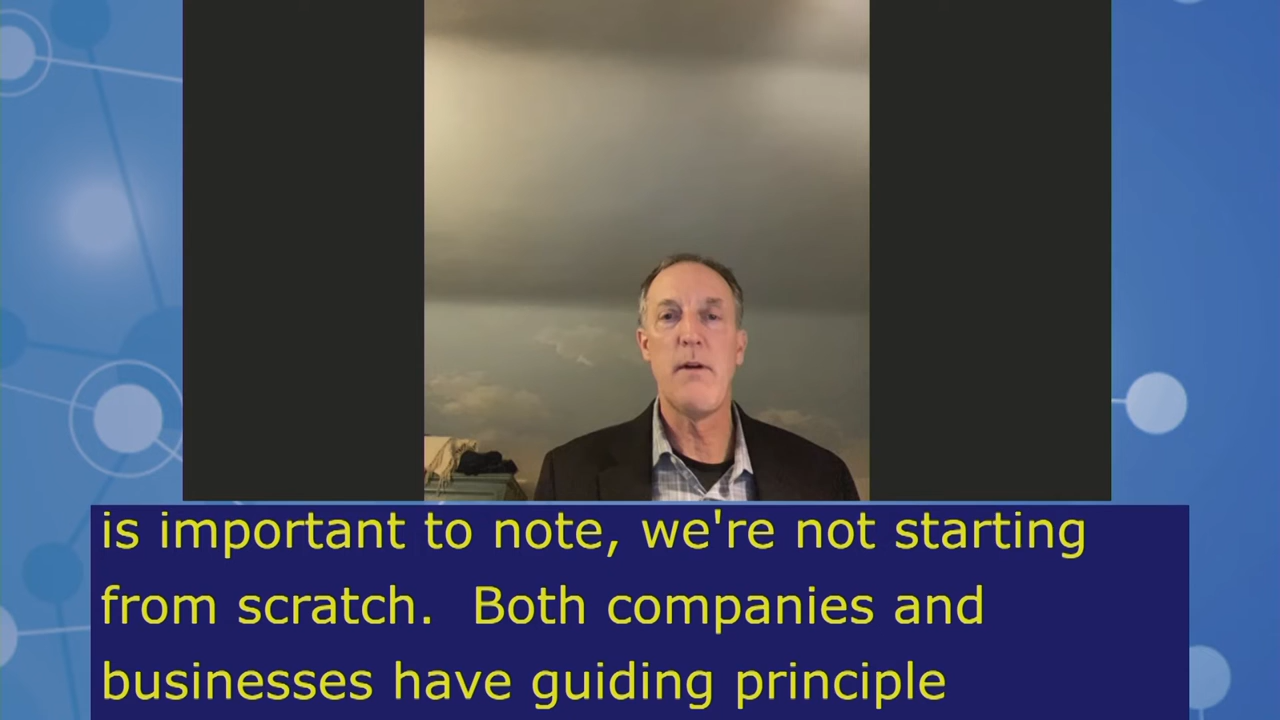 is important to note, we're not starting
from scratch.  Both companies and
businesses have guiding principle